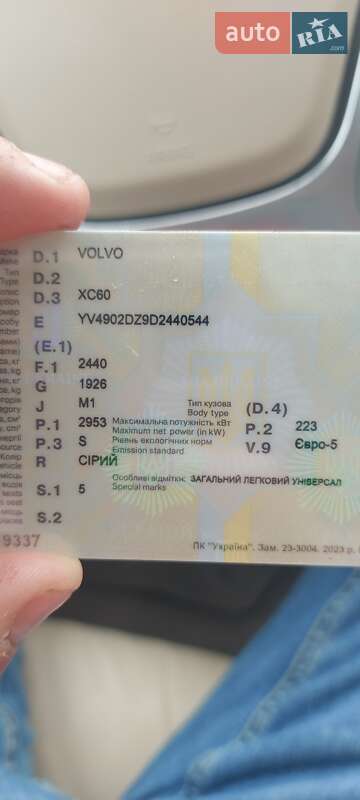 auto RIA .com
D.1 VOLVO
D.2
D.3 XC60
E YV4902DZ9D2440544
(E.1)
F.1 2440
G 1926
J M1 Тип кузова Body type (D.4)
P.1 2953 Максимальна потужність кВт Maximum net power (in kW) P.2 223
P.3 S Рівень екологічних норм Emission standard V.9 Євро-5
R СІРИЙ
Особливі відмітки: ЗАГАЛЬНИЙ ЛЕГКОВИЙ УНІВЕРСАЛ
S.1 5 Special marks
S.2
9337
ПК "Україна". Зам. 23-3004. 2023 р.